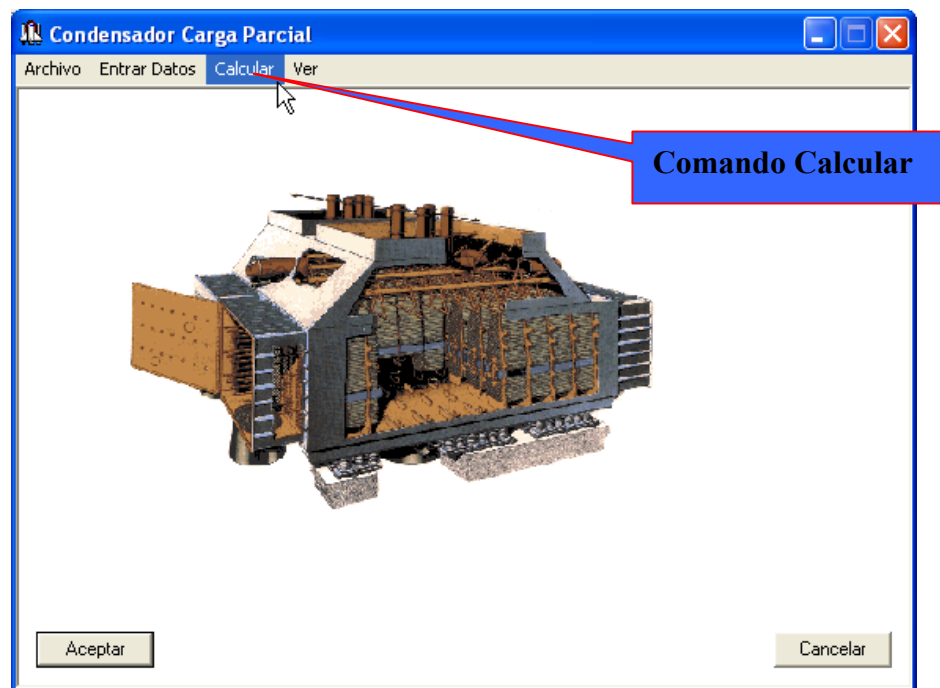 Condensador Carga Parcial
Archivo Entrar Datos Calcular Ver
Comando Calcular
Aceptar Cancelar